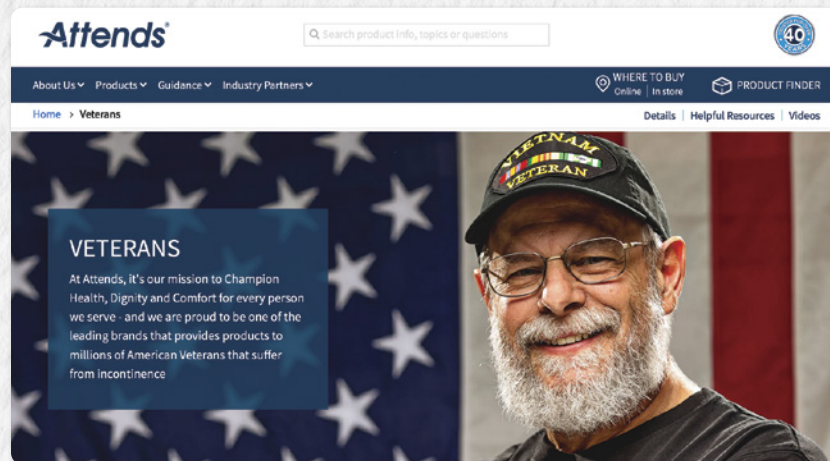 Attends®
Search product info, topics or questions
40
YEARS
About Us Products Guidance Industry Partners
WHERE TO BUY
Online | In store
PRODUCT FINDER
Home > Veterans
Details | Helpful Resources | Videos
VIETNAM
VETERAN
VETERANS
At Attends, it's our mission to Champion
Health, Dignity and Comfort for every person
we serve - and we are proud to be one of the
leading brands that provides products to
millions of American Veterans that suffer
from incontinence